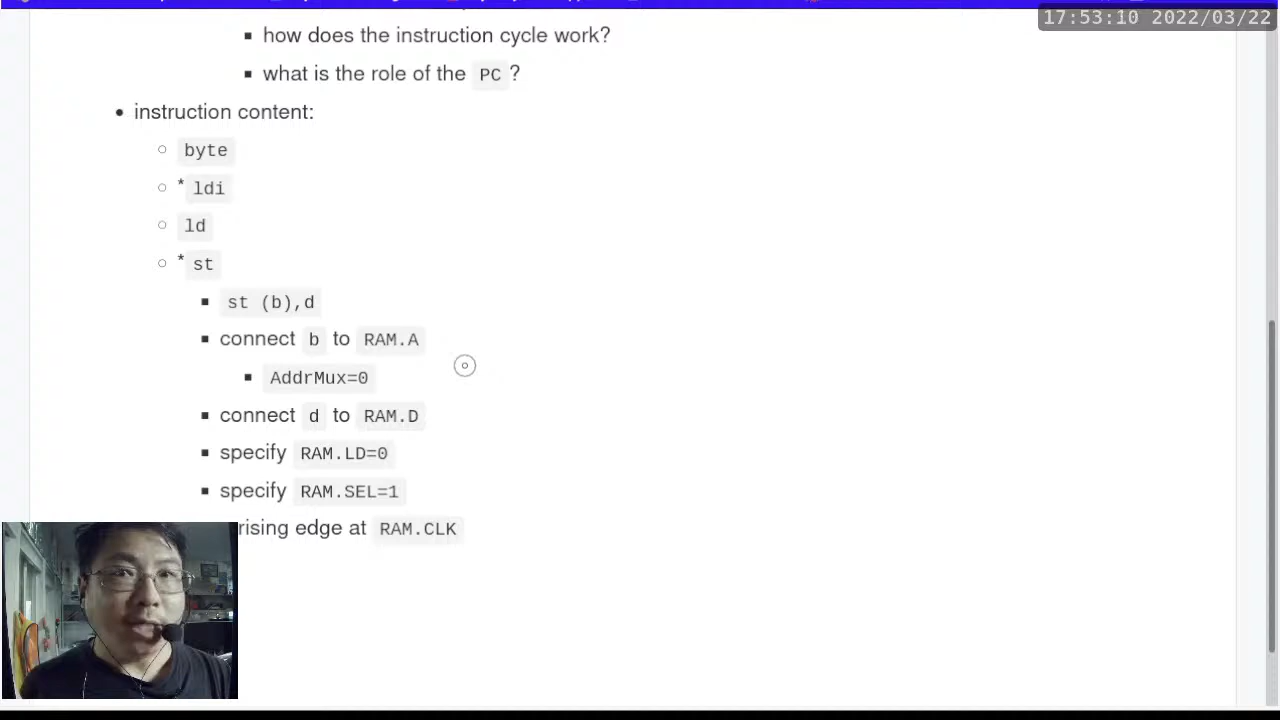 17:53:10 2022/03/22
how does the instruction cycle work?
what is the role of the PC?
instruction content:
byte
* ldi
ld
* st
st (b),d
connect b to RAM.A
AddrMux=0
connect d to RAM.D
specify RAM.LD=0
specify RAM.SEL=1
rising edge at RAM.CLK